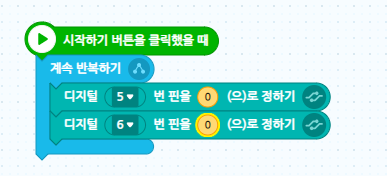 시작하기 버튼을 클릭했을 때
계속 반복하기
디지털 5 번 핀을 0 (으)로 정하기
디지털 6 번 핀을 0 (으)로 정하기